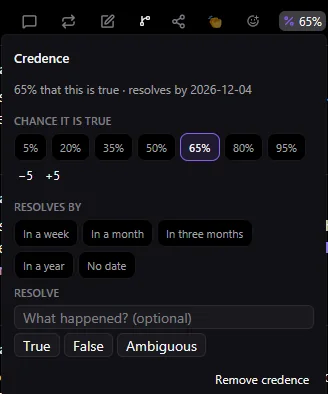 65%
Credence
65% that this is true · resolves by 2026-12-04
CHANCE IT IS TRUE
5% 20% 35% 50% 65% 80% 95%
−5 +5
RESOLVES BY
In a week In a month In three months
In a year No date
RESOLVE
What happened? (optional)
True False Ambiguous
Remove credence